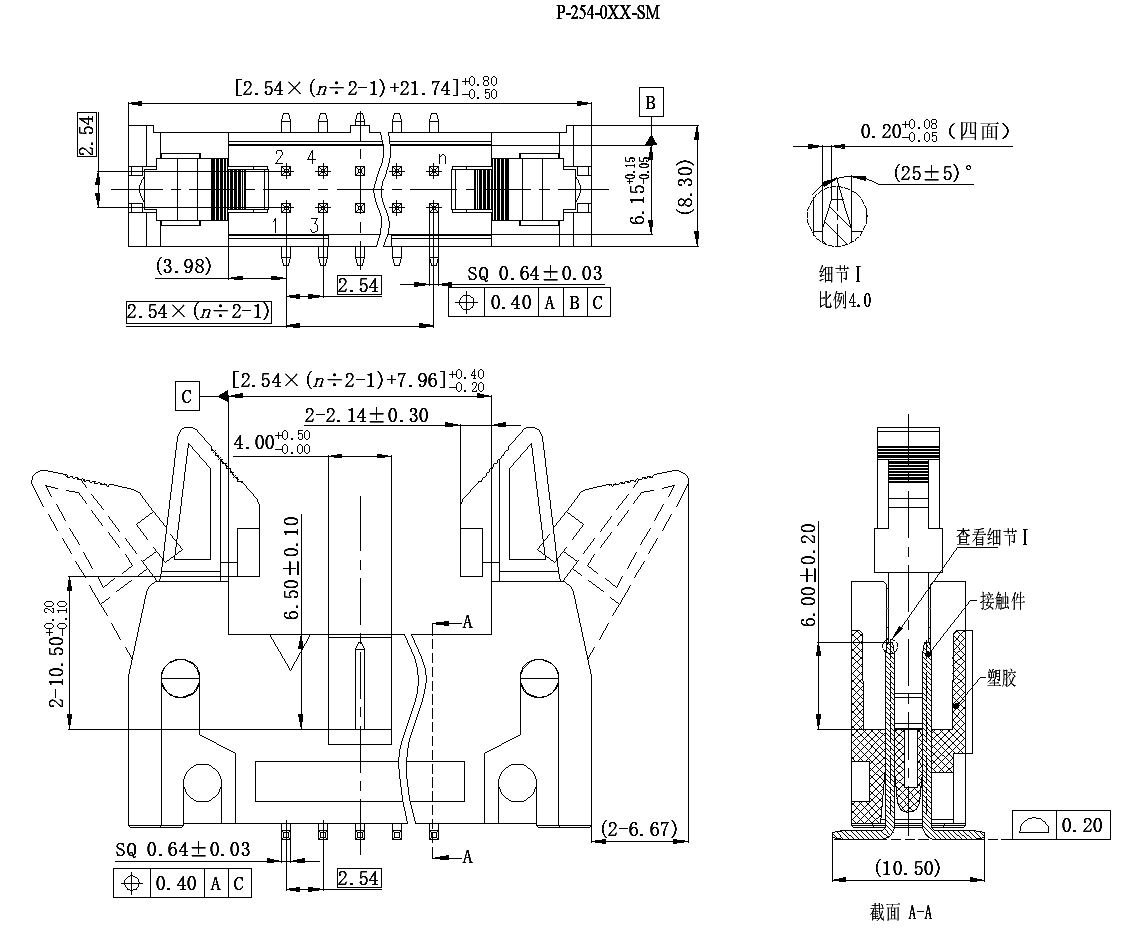 P-254-0XX-SM
[2.54×(n÷2-1)+21.74]+0.80 -0.50
B
2.54
0.20+0.08 -0.05 (四面)
2 4 n
6.15+0.15 -0.05
(8.30)
(25±5)°
1 3
(3.98)
2.54
SQ 0.64±0.03
细节 I
2.54×(n÷2-1)
0.40 A B C
比例4.0
[2.54×(n÷2-1)+7.96]+0.40 -0.20
C
2-2.14±0.30
4.00+0.50 -0.00
6.50±0.10
6.00±0.20
查看细节 I
接触件
A
2-10.50+0.20 -0.10
塑胶
(2-6.67)
0.20
SQ 0.64±0.03
A
(10.50)
0.40 A C
2.54
截面 A-A